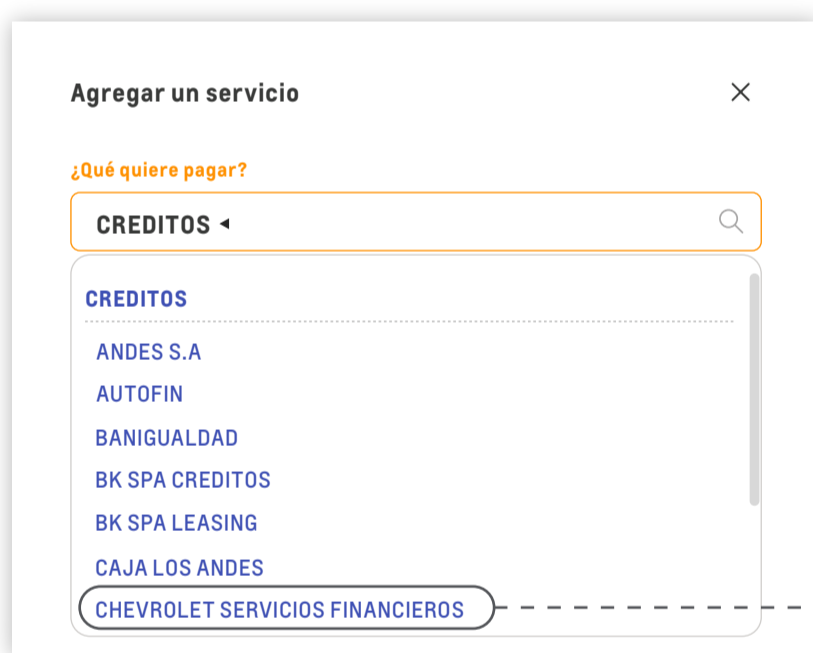 Agregar un servicio
¿Qué quiere pagar?
CREDITOS
CREDITOS
ANDES S.A
AUTOFIN
BANIGUALDAD
BK SPA CREDITOS
BK SPA LEASING
CAJA LOS ANDES
CHEVROLET SERVICIOS FINANCIEROS